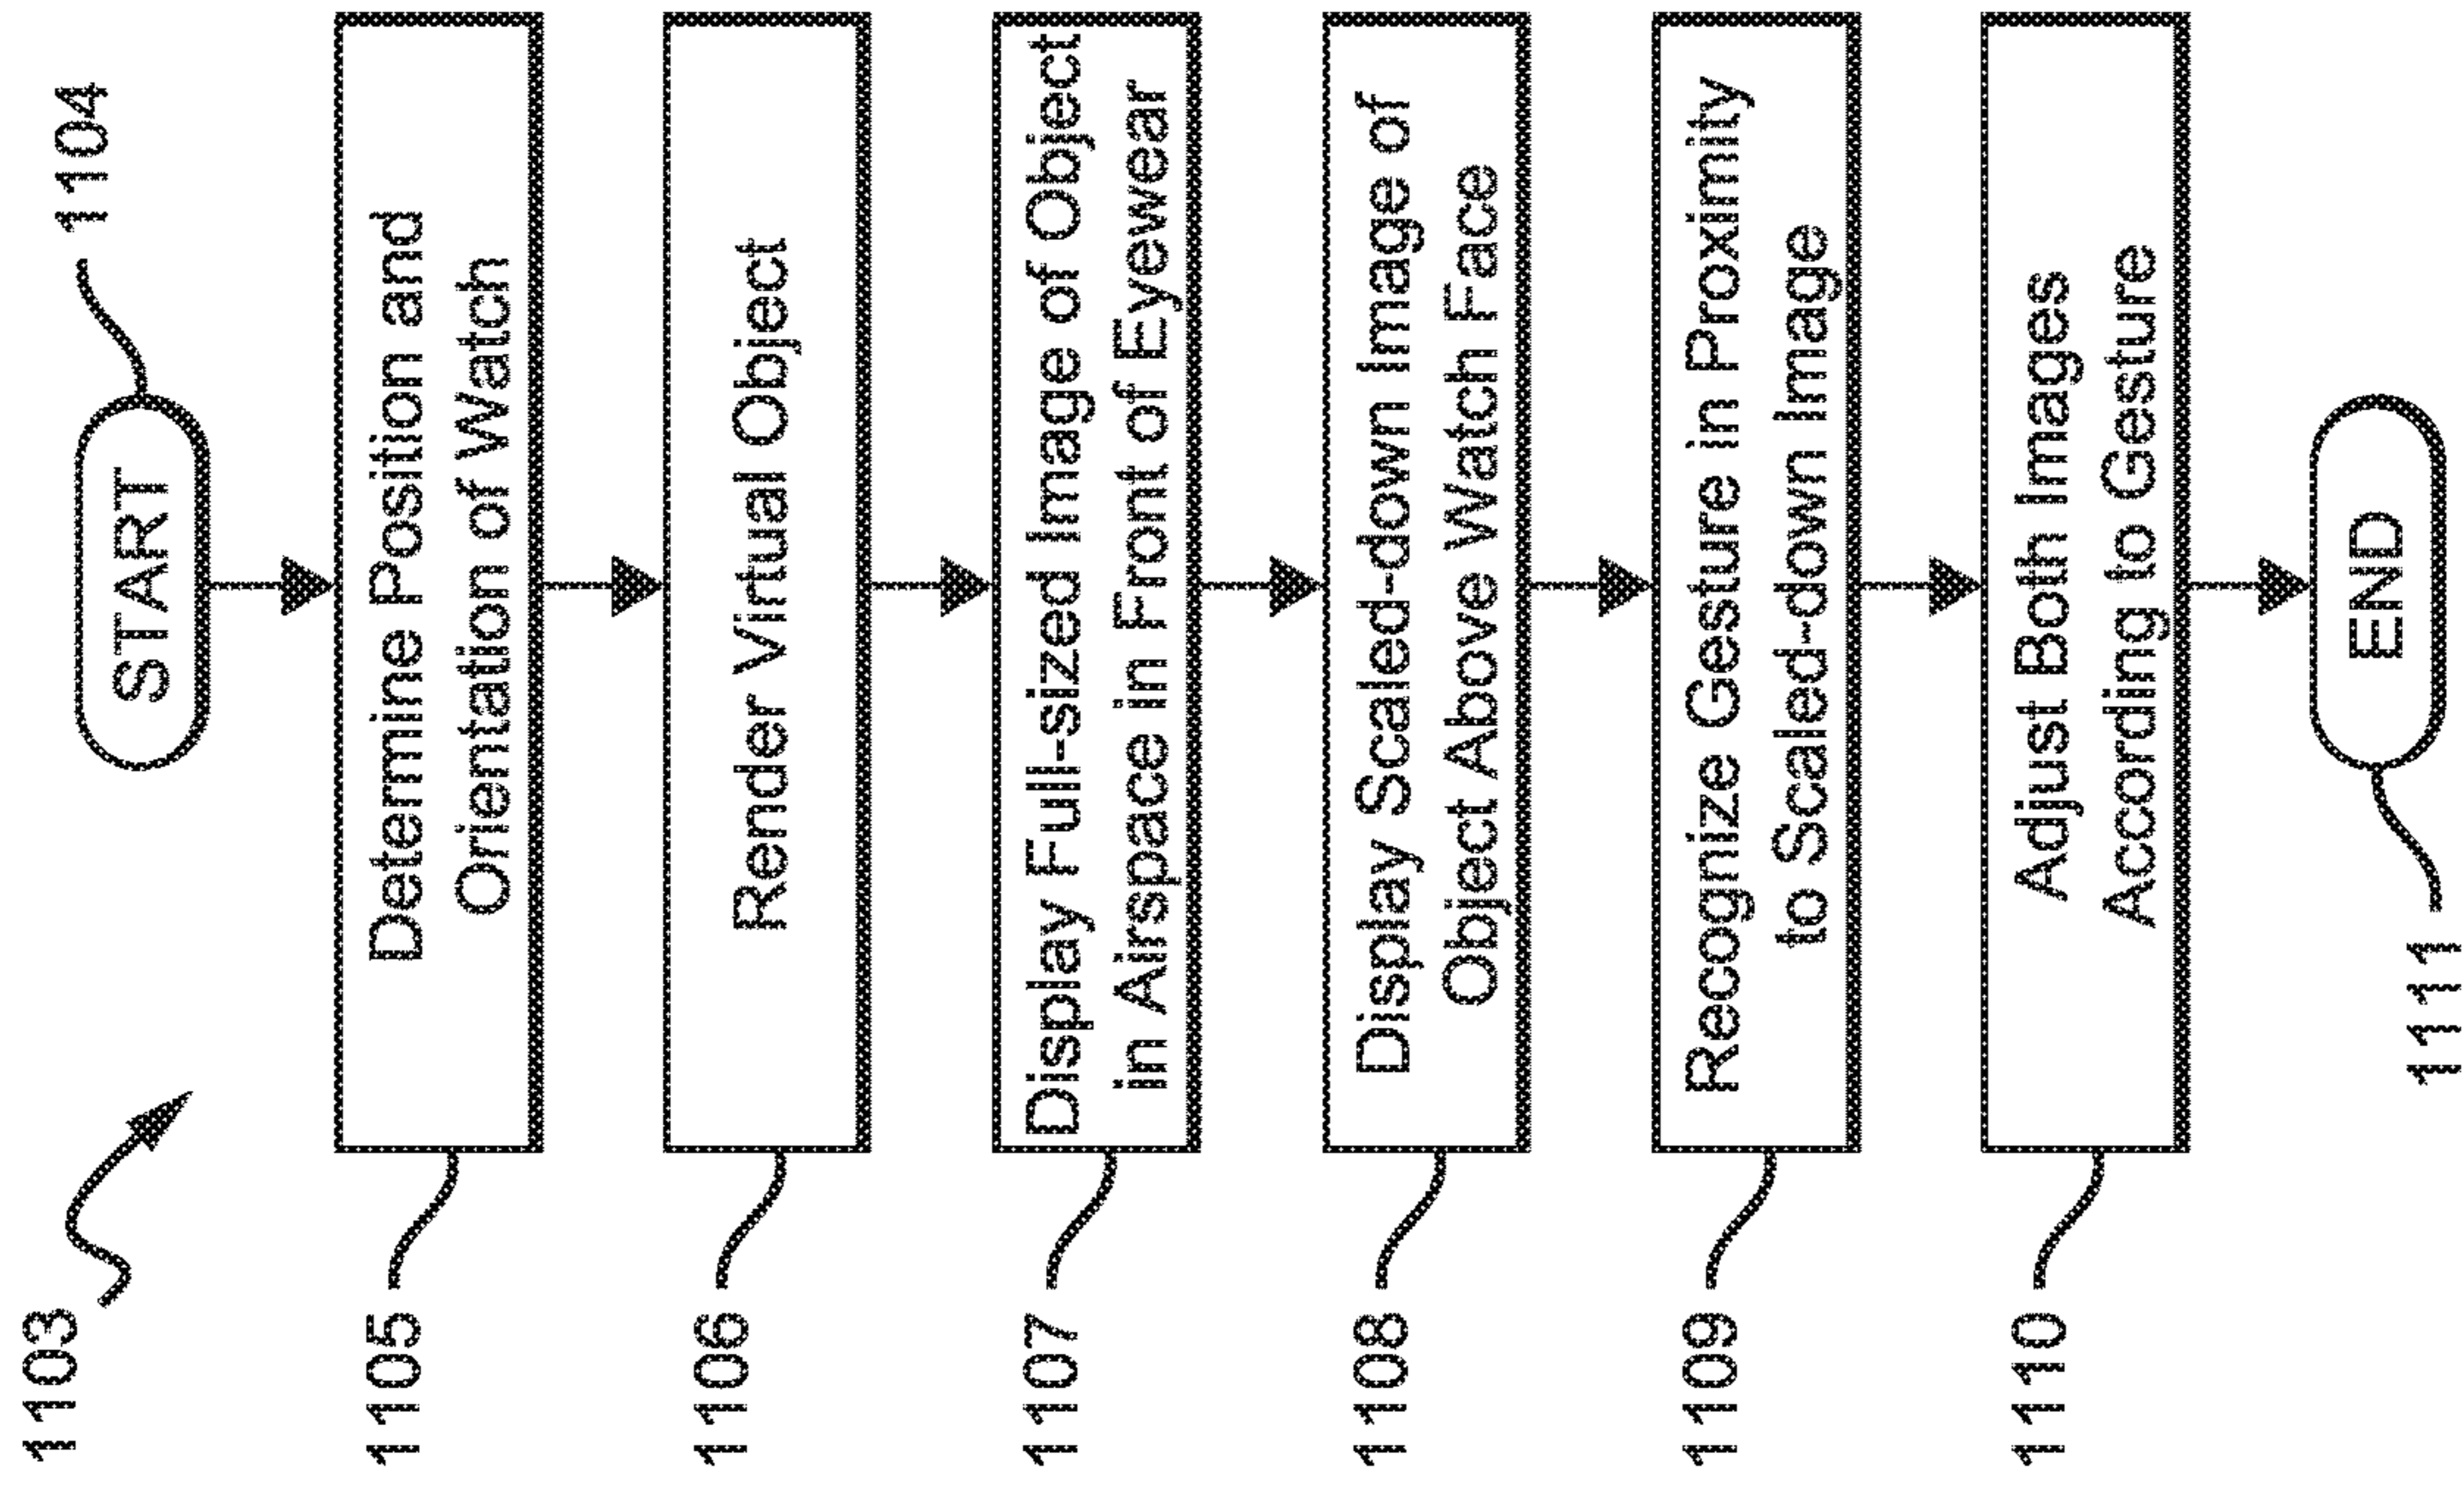 1103
START
1104
1105
Determine Position and
Orientation of Watch
1106
Render Virtual Object
1107
Display Full-sized Image of Object
in Airspace in Front of Eyewear
1108
Display Scaled-down Image of
Object Above Watch Face
1109
Recognize Gesture in Proximity
to Scaled-down Image
1110
Adjust Both Images
According to Gesture
1111
END